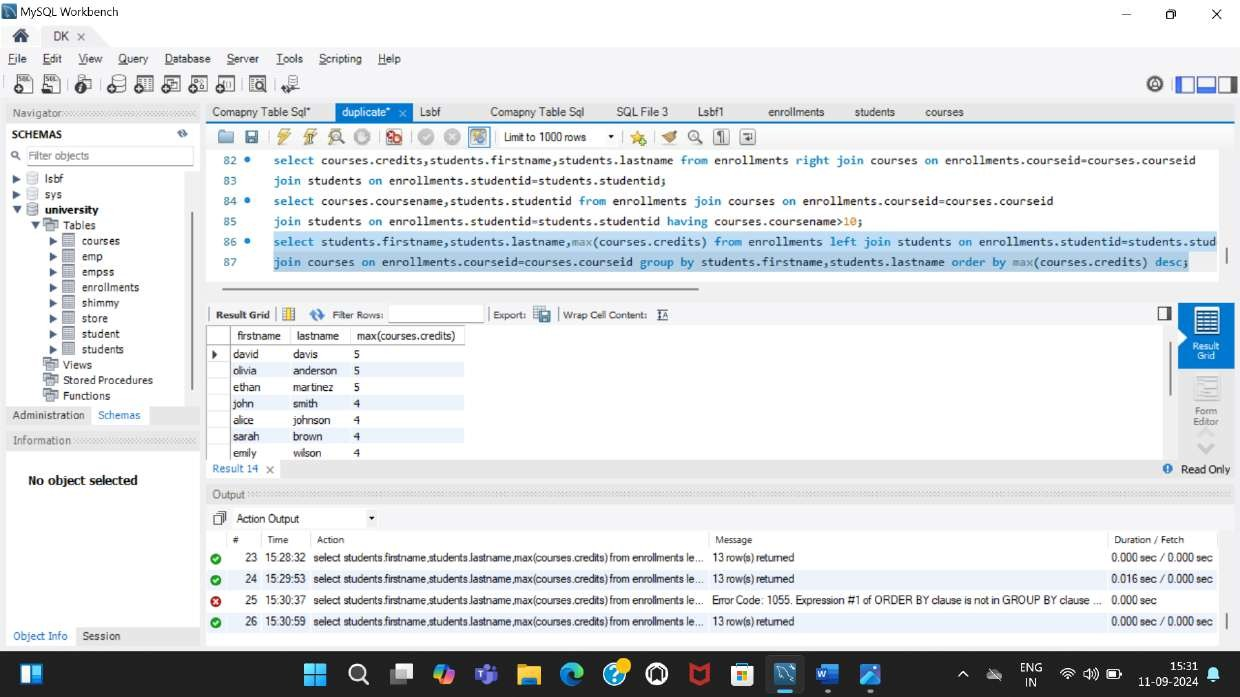 MySQL Workbench
DK
File Edit View Query Database Server Tools Scripting Help
Navigator
SCHEMAS
Filter objects
lsbf
sys
university
Tables
courses
emp
empss
enrollments
shimmy
store
student
students
Views
Stored Procedures
Functions
Administration Schemas
Information
No object selected
Object Info Session
Comapny Table Sql* duplicate* Lsbf Comapny Table Sql SQL File 3 Lsbf1 enrollments students courses
Limit to 1000 rows
82 select courses.credits,students.firstname,students.lastname from enrollments right join courses on enrollments.courseid=courses.courseid
83 join students on enrollments.studentid=students.studentid;
84 select courses.coursename,students.studentid from enrollments join courses on enrollments.courseid=courses.courseid
85 join students on enrollments.studentid=students.studentid having courses.coursename>10;
86 select students.firstname,students.lastname,max(courses.credits) from enrollments left join students on enrollments.studentid=students.stud
87 join courses on enrollments.courseid=courses.courseid group by students.firstname,students.lastname order by max(courses.credits) desc;
Result Grid Filter Rows: Export: Wrap Cell Content:
firstname lastname max(courses.credits)
david davis 5
olivia anderson 5
ethan martinez 5
john smith 4
alice johnson 4
sarah brown 4
emily wilson 4
Result Grid
Form Editor
Result 14
Read Only
Output
Action Output
# Time Action Message Duration / Fetch
23 15:28:32 select students.firstname,students.lastname,max(courses.credits) from enrollments le... 13 row(s) returned 0.000 sec / 0.000 sec
24 15:29:53 select students.firstname,students.lastname,max(courses.credits) from enrollments le... 13 row(s) returned 0.016 sec / 0.000 sec
25 15:30:37 select students.firstname,students.lastname,max(courses.credits) from enrollments le... Error Code: 1055. Expression #1 of ORDER BY clause is not in GROUP BY clause ... 0.000 sec
26 15:30:59 select students.firstname,students.lastname,max(courses.credits) from enrollments le... 13 row(s) returned 0.000 sec / 0.000 sec
ENG
IN
15:31
11-09-2024